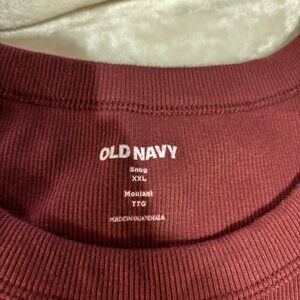 OLD NAVY
Snug
XXL
Moulant
TTG
MADE IN GUATEMALA